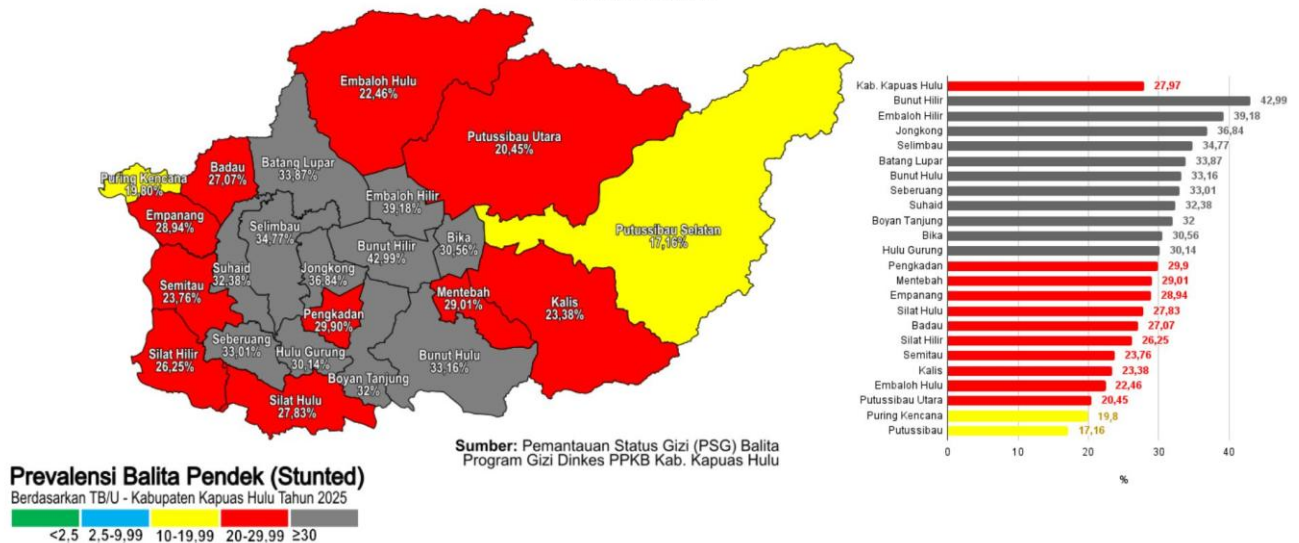 Embaloh Hulu
22,46%
Putussibau Utara
20,45%
Badau
27,07%
Batang Lupar
33,87%
Puring Kencana
19,80%
Embaloh Hilir
39,18%
Empanang
28,94%
Selimbau
34,77%
Putussibau Selatan
17,16%
Bunut Hilir
42,99%
Bika
30,56%
Suhaid
32,38%
Jongkong
36,84%
Semitau
23,76%
Mentebah
29,01%
Kalis
23,38%
Pengkadan
29,90%
Seberuang
33,01%
Hulu Gurung
30,14%
Bunut Hulu
33,16%
Silat Hilir
26,25%
Boyan Tanjung
32%
Silat Hulu
27,83%
Sumber: Pemantauan Status Gizi (PSG) Balita
Program Gizi Dinkes PPKB Kab. Kapuas Hulu
Prevalensi Balita Pendek (Stunted)
Berdasarkan TB/U - Kabupaten Kapuas Hulu Tahun 2025
<2,5 2,5-9,99 10-19,99 20-29,99 ≥30
Kab. Kapuas Hulu 27,97
Bunut Hilir 42,99
Embaloh Hilir 39,18
Jongkong 36,84
Selimbau 34,77
Batang Lupar 33,87
Bunut Hulu 33,16
Seberuang 33,01
Suhaid 32,38
Boyan Tanjung 32
Bika 30,56
Hulu Gurung 30,14
Pengkadan 29,9
Mentebah 29,01
Empanang 28,94
Silat Hulu 27,83
Badau 27,07
Silat Hilir 26,25
Semitau 23,76
Kalis 23,38
Embaloh Hulu 22,46
Putussibau Utara 20,45
Puring Kencana 19,8
Putussibau 17,16
0 10 20 30 40
%